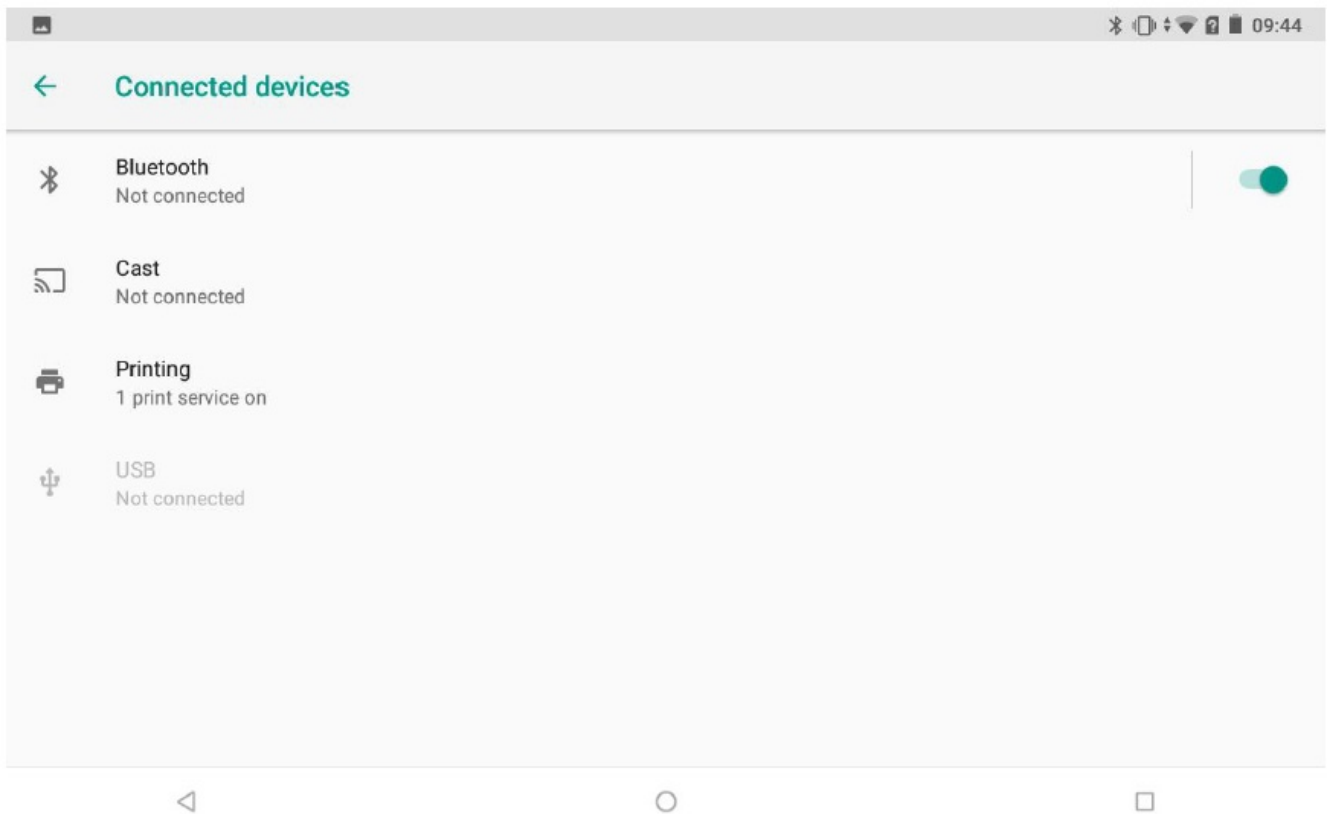 09:44
Connected devices
Bluetooth
Not connected
Cast
Not connected
Printing
1 print service on
USB
Not connected